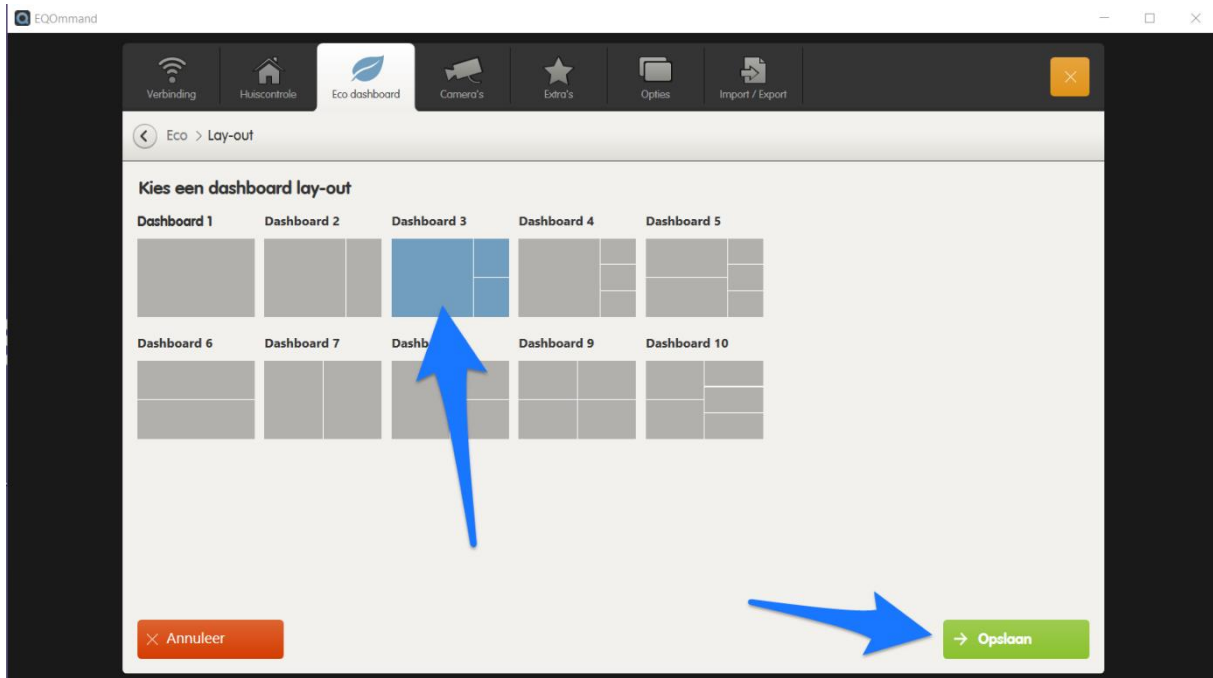 EQOmmand
Verbinding
Huiscontrole
Eco dashboard
Camera's
Extra's
Opties
Import / Export
Eco > Lay-out
Kies een dashboard lay-out
Dashboard 1
Dashboard 2
Dashboard 3
Dashboard 4
Dashboard 5
Dashboard 6
Dashboard 7
Dashboard 9
Dashboard 10
Annuleer
Opslaan